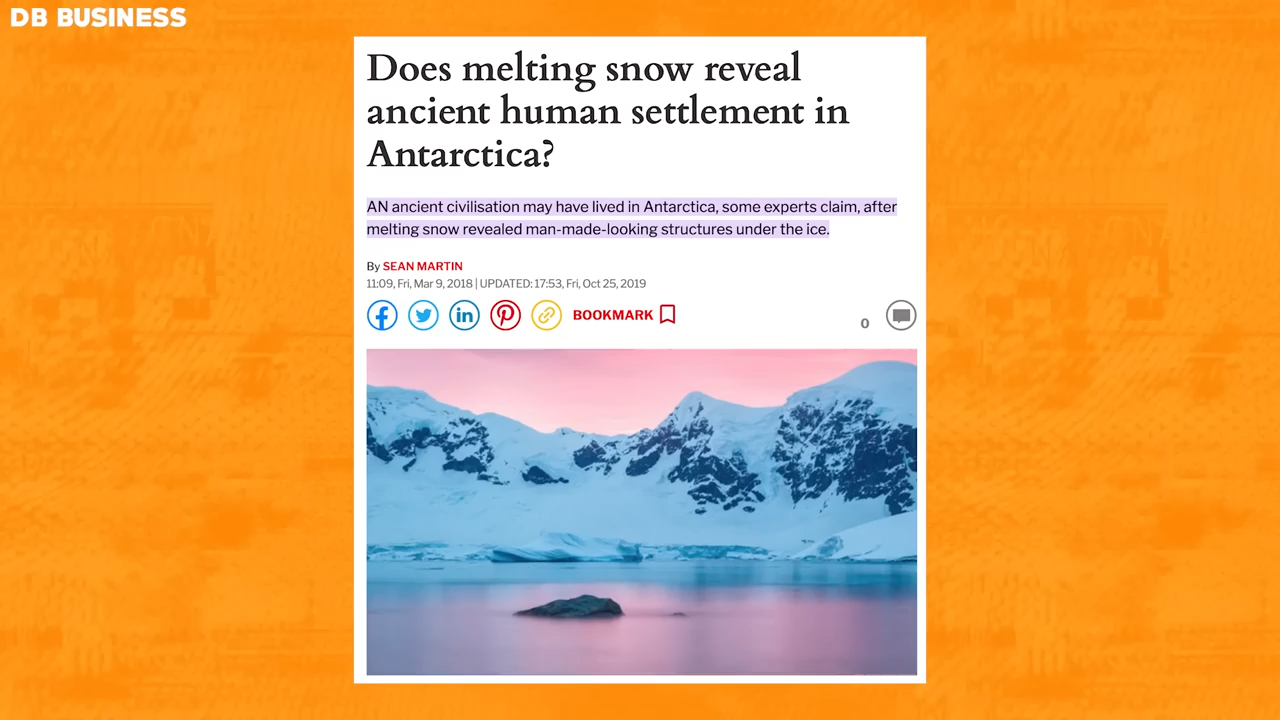 DB BUSINESS
Does melting snow reveal
ancient human settlement in
Antarctica?
AN ancient civilisation may have lived in Antarctica, some experts claim, after
melting snow revealed man-made-looking structures under the ice.
By SEAN MARTIN
11:09, Fri, Mar 9, 2018 | UPDATED: 17:53, Fri, Oct 25, 2019
BOOKMARK
0